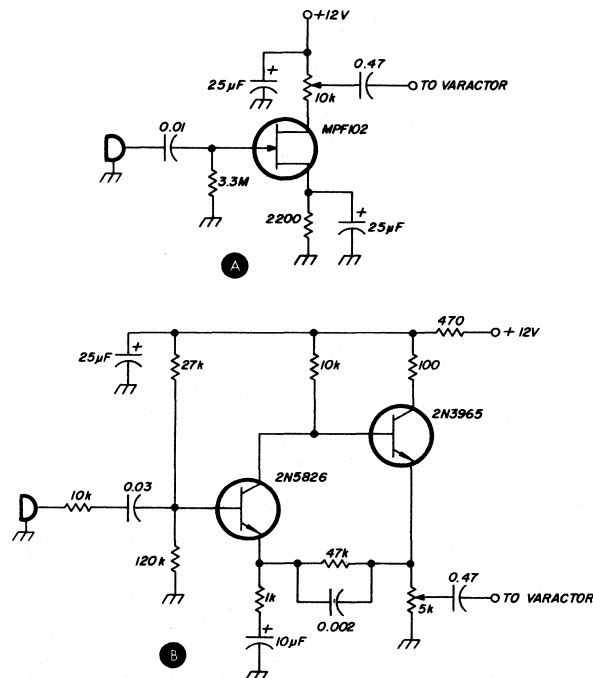 +12V
25µF
+
10k
0.47
TO VARACTOR
0.01
MPF102
3.3M
2200
+
25µF
A
470
+12V
25µF
+
27k
10k
100
2N3965
2N5826
10k
0.03
120k
47k
0.002
1k
+
10µF
5k
0.47
TO VARACTOR
B